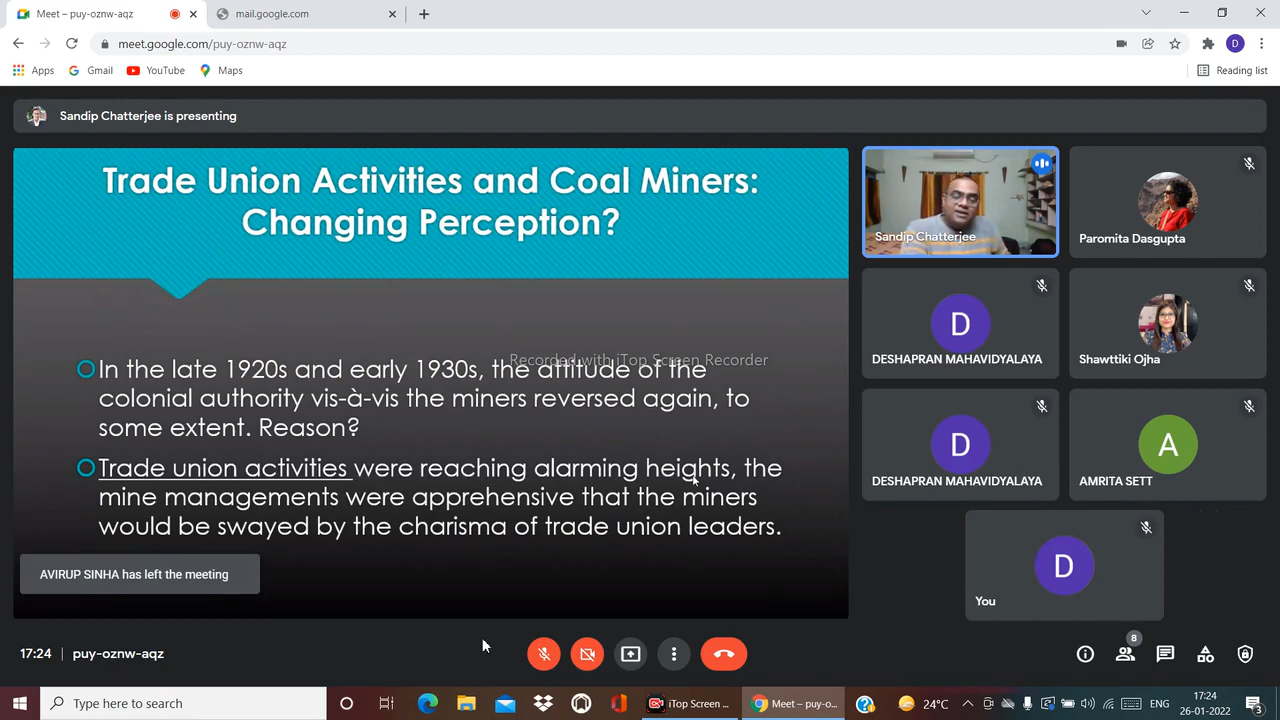 Meet – puy-oznw-aqz
mail.google.com
meet.google.com/puy-oznw-aqz
D
Apps
Gmail
YouTube
Maps
Reading list
Sandip Chatterjee is presenting
Trade Union Activities and Coal Miners:
Changing Perception?
In the late 1920s and early 1930s, the attitude of the
colonial authority vis-à-vis the miners reversed again, to
some extent. Reason?
Trade union activities were reaching alarming heights, the
mine managements were apprehensive that the miners
would be swayed by the charisma of trade union leaders.
Recorded with iTop Screen Recorder
AVIRUP SINHA has left the meeting
Sandip Chatterjee
Paromita Dasgupta
D
DESHAPRAN MAHAVIDYALAYA
Shawttiki Ojha
D
DESHAPRAN MAHAVIDYALAYA
A
AMRITA SETT
D
You
17:24
puy-oznw-aqz
8
Type here to search
iTop Screen ...
Meet – puy-o...
24°C
ENG
17:24
26-01-2022
3